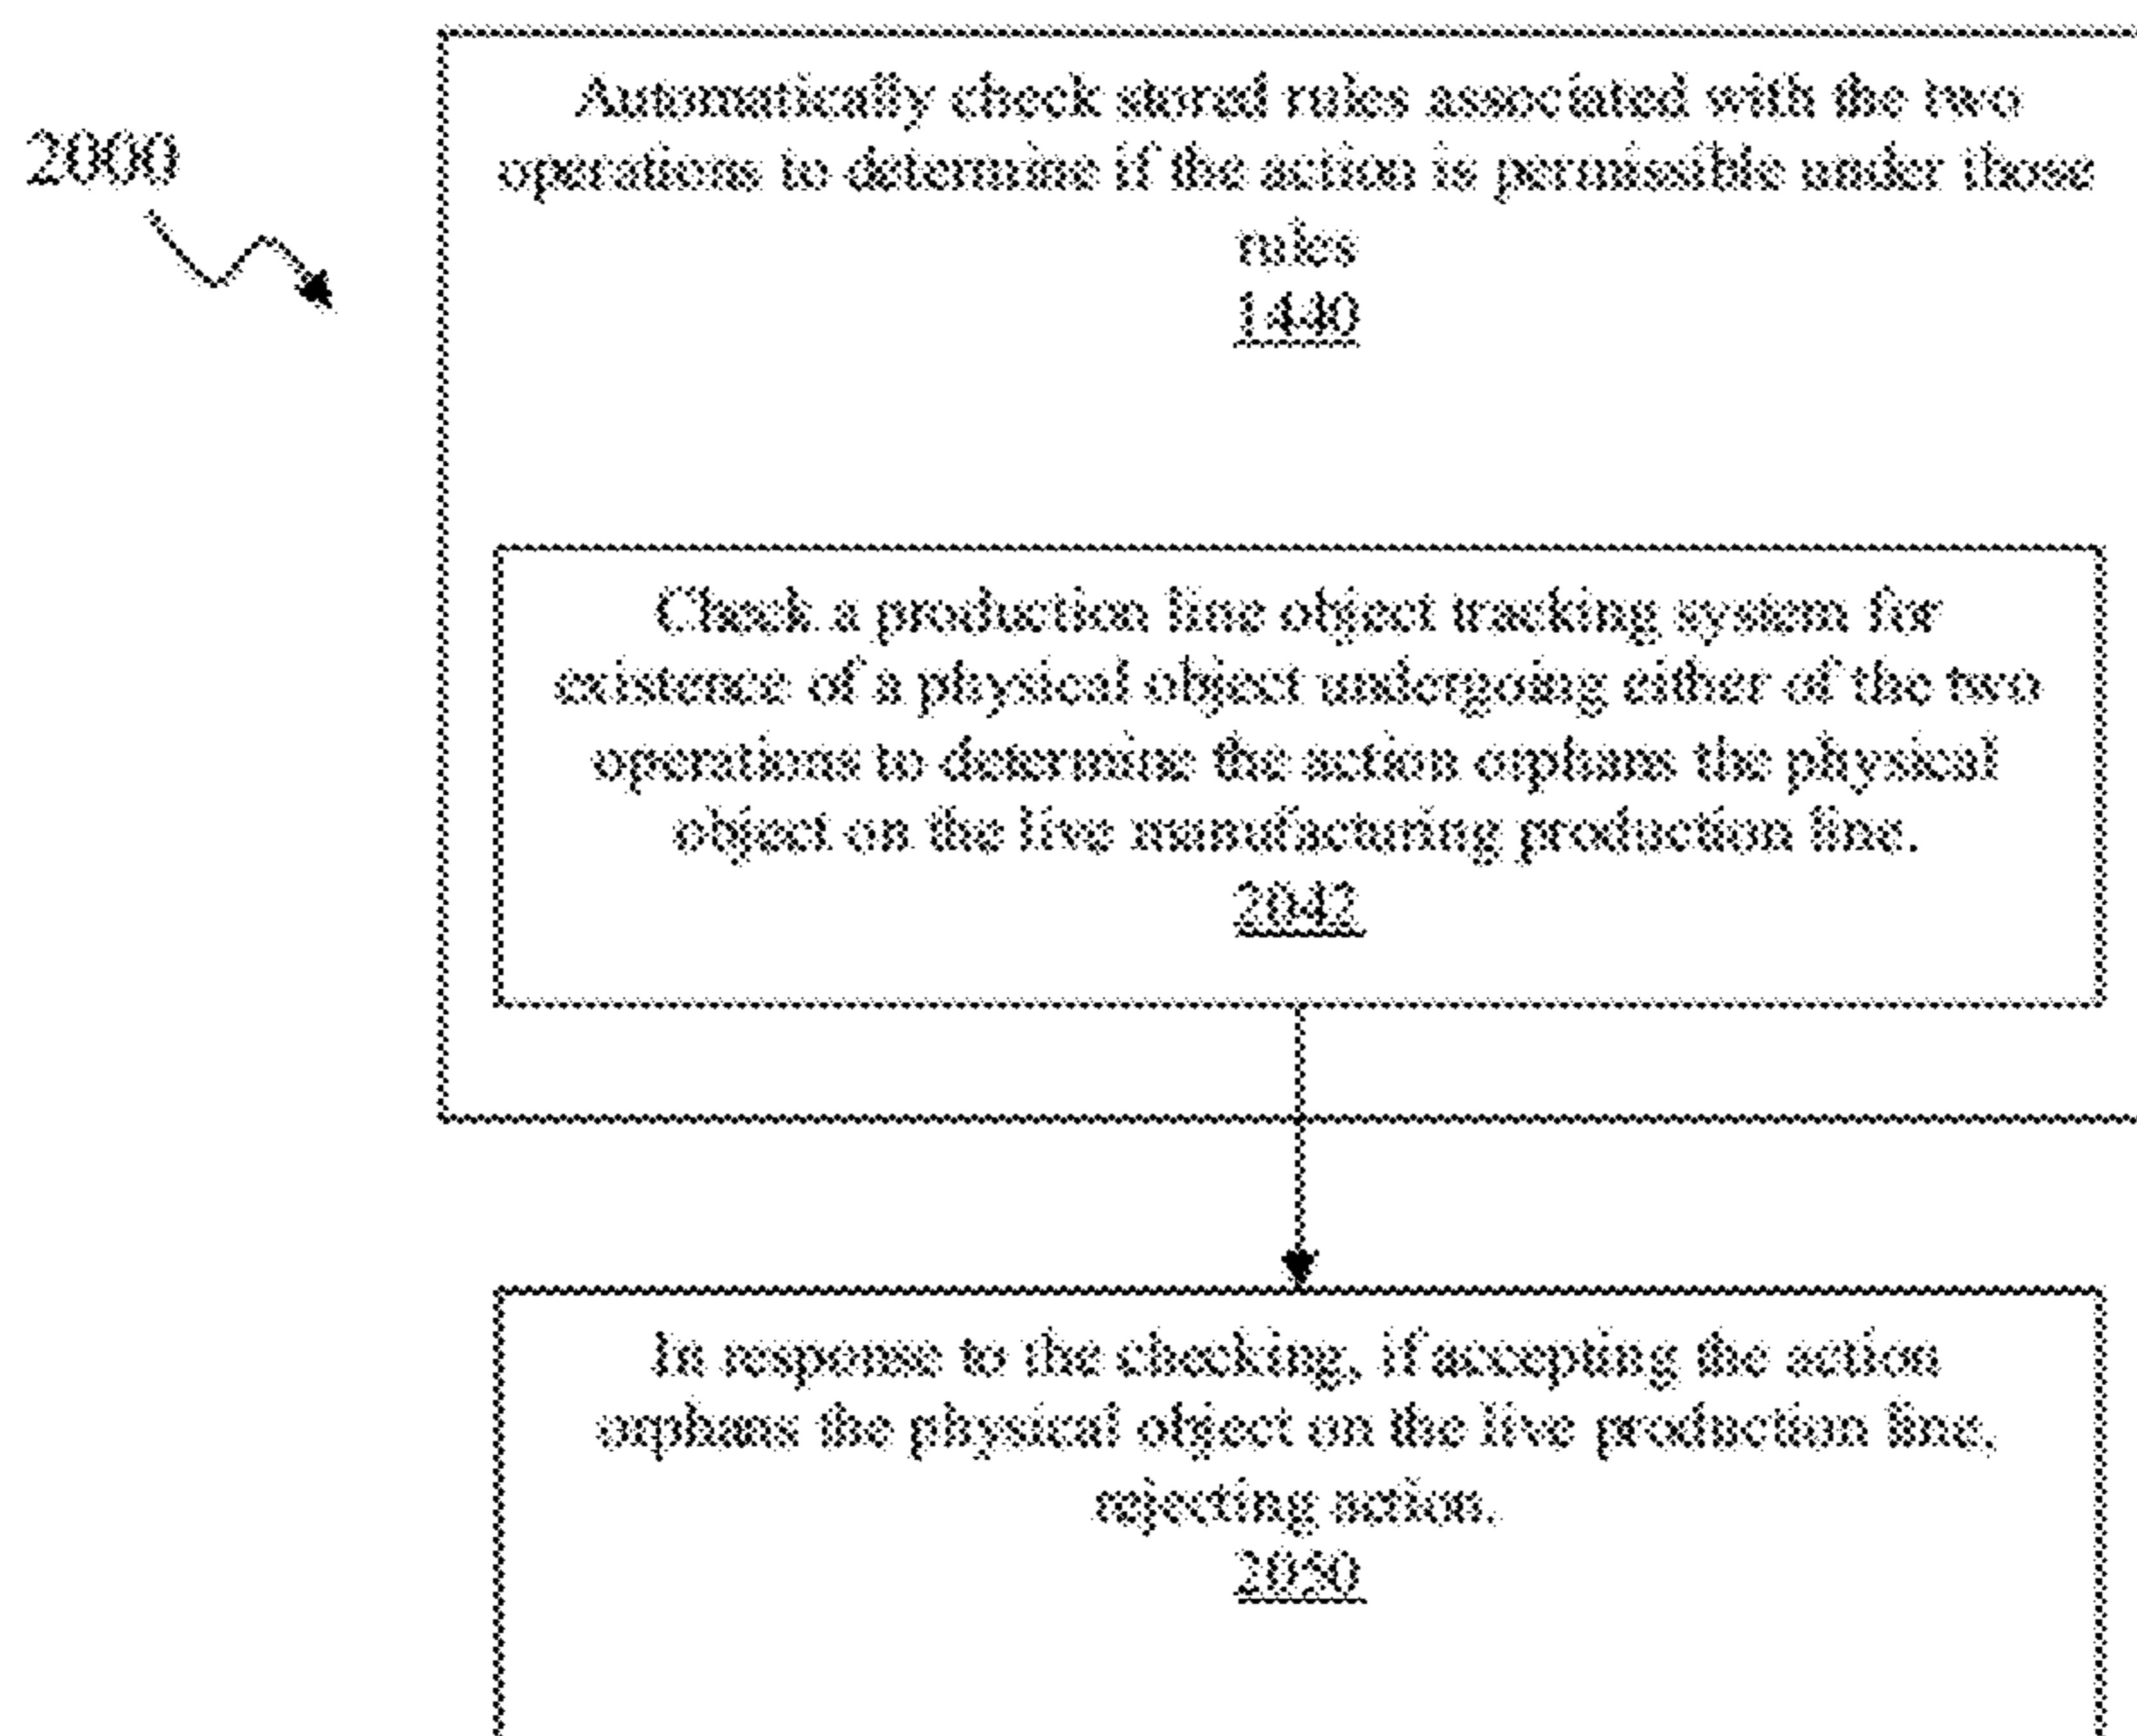 2000
Automatically check stored rules associated with the two
operations to determine if the action is permissible under those
rules
1440
Check a production line object tracking system for
existence of a physical object undergoing either of the two
operations to determine the action orphans the physical
object on the live manufacturing production line.
2042
In response to the checking, if accepting the action
orphans the physical object on the live production line,
rejecting action.
2050